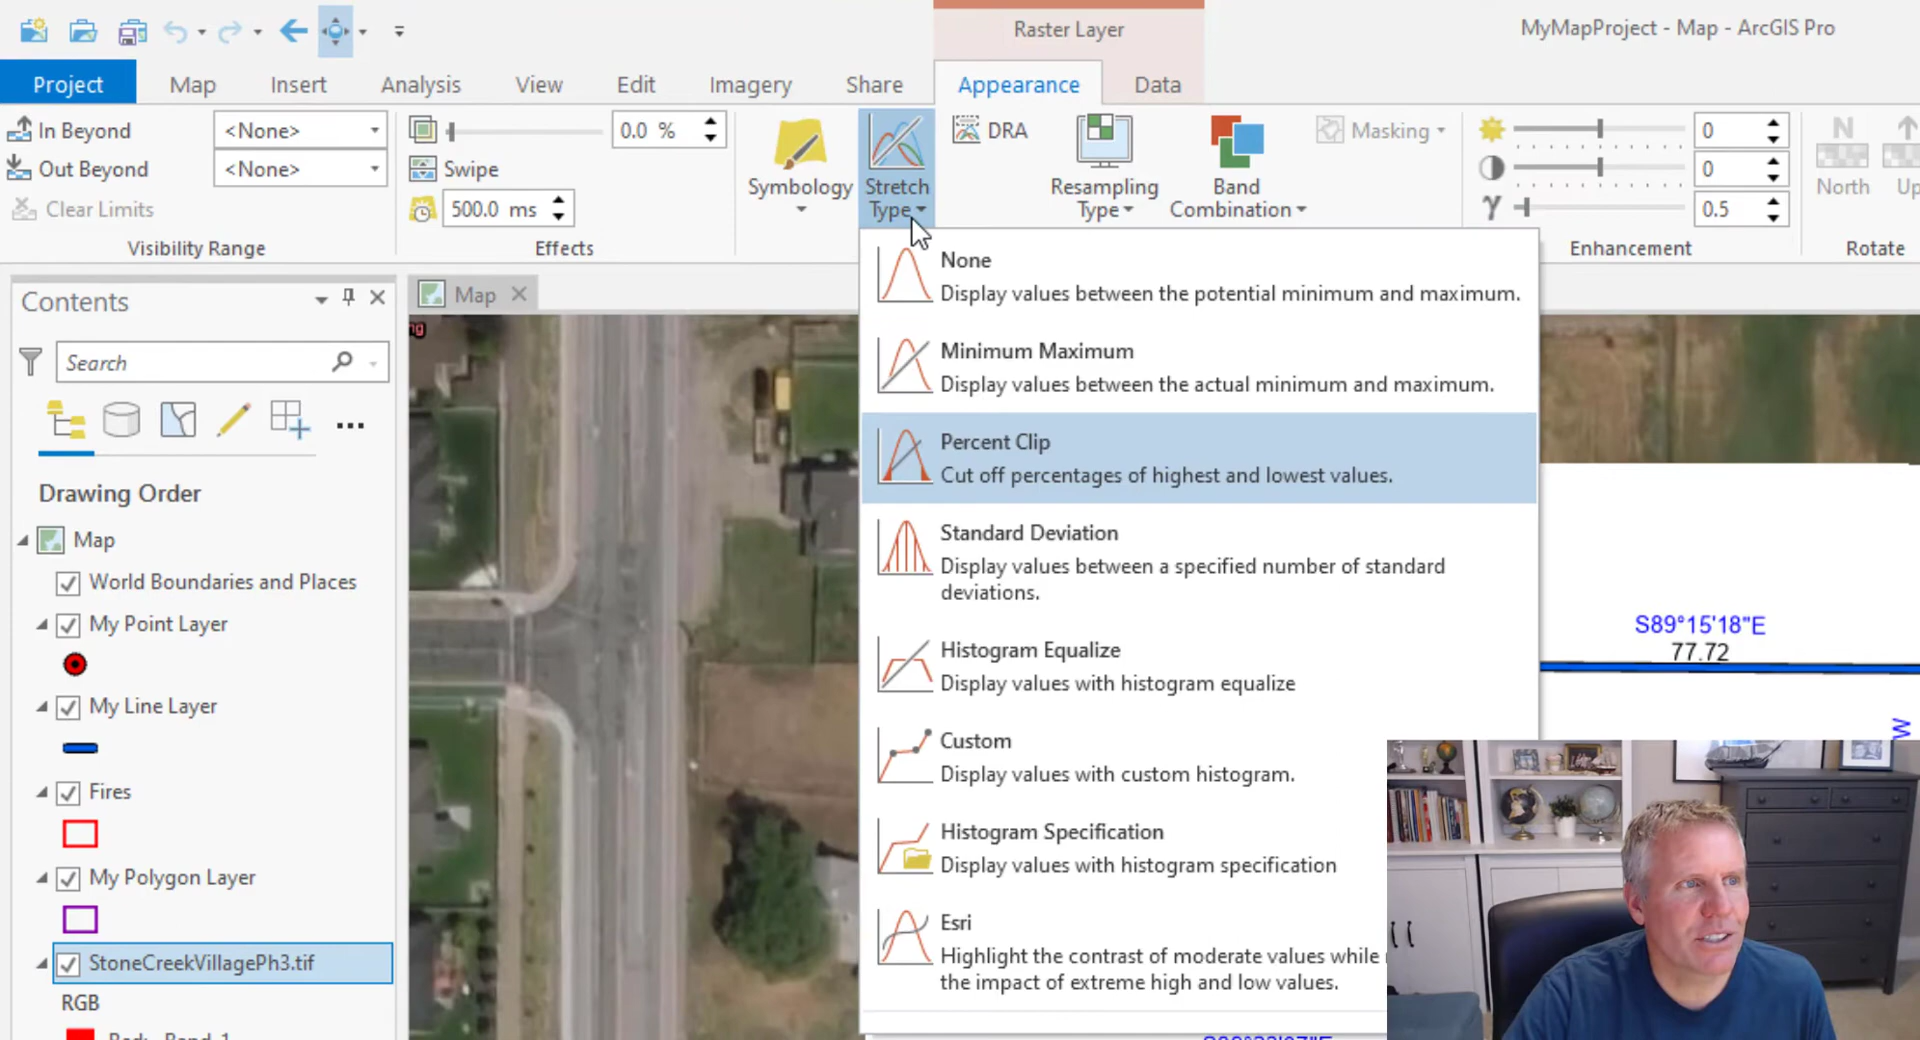 Raster Layer
MyMapProject - Map - ArcGIS Pro
Project
Map
Insert
Analysis
View
Edit
Imagery
Share
Appearance
Data
In Beyond
<None>
Out Beyond
<None>
Clear Limits
Visibility Range
0.0 %
Swipe
500.0 ms
Effects
Symbology
Stretch
Type
DRA
Resampling
Type
Band
Combination
Masking
0
0
γ
0.5
Enhancement
N
North
Up
Rotate
Contents
Search
Drawing Order
Map
World Boundaries and Places
My Point Layer
My Line Layer
Fires
My Polygon Layer
StoneCreekVillagePh3.tif
RGB
Map
ng
None
Display values between the potential minimum and maximum.
Minimum Maximum
Display values between the actual minimum and maximum.
Percent Clip
Cut off percentages of highest and lowest values.
Standard Deviation
Display values between a specified number of standard
deviations.
Histogram Equalize
Display values with histogram equalize
Custom
Display values with custom histogram.
Histogram Specification
Display values with histogram specification
Esri
Highlight the contrast of moderate values while
the impact of extreme high and low values.
S89°15'18"E
77.72
W